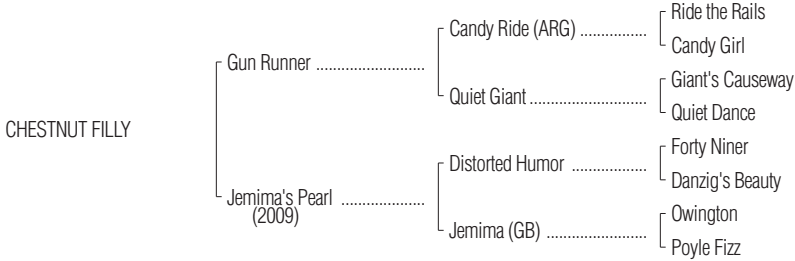 Ride the Rails
Candy Ride (ARG) ................
Candy Girl
Gun Runner ..........................
Giant's Causeway
Quiet Giant ............................
Quiet Dance
CHESTNUT FILLY
Forty Niner
Distorted Humor ..................
Danzig's Beauty
Jemima's Pearl ....................
(2009)
Owington
Jemima (GB) ........................
Poyle Fizz